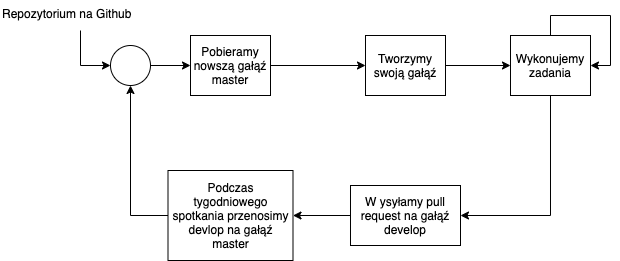 Repozytorium na Github
Pobieramy
nowszą gałąź
master
Tworzymy
swoją gałąź
Wykonujemy
zadania
W ysyłamy pull
request na gałąź
develop
Podczas
tygodniowego
spotkania przenosimy
devlop na gałąź
master